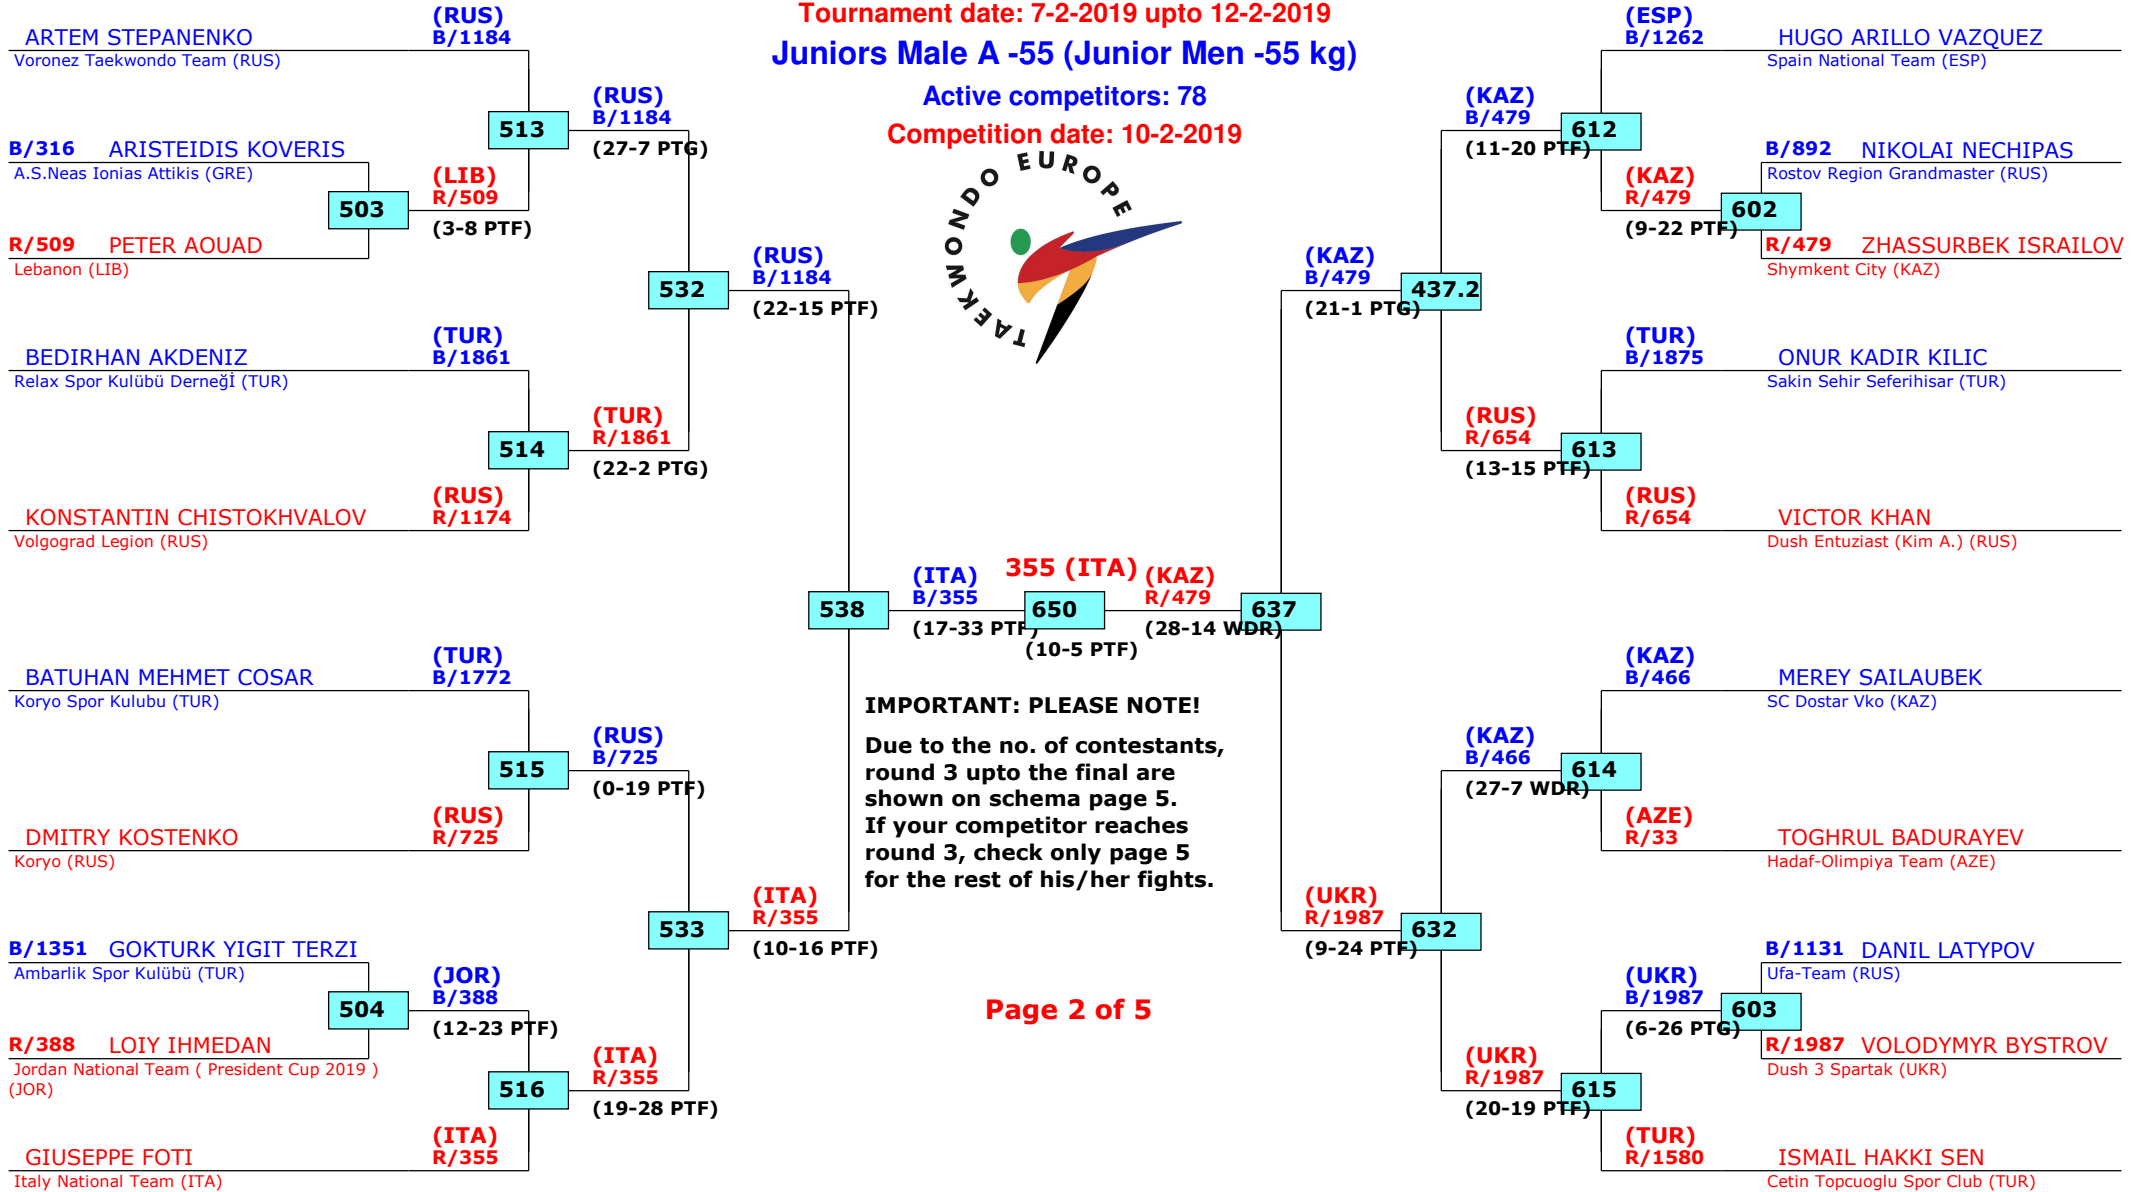 Tournament date: 7-2-2019 upto 12-2-2019
Juniors Male A -55 (Junior Men -55 kg)
Active competitors: 78
Competition date: 10-2-2019
TAEKWONDO EUROPE
(RUS)
ARTEM STEPANENKO B/1184
Voronez Taekwondo Team (RUS)
513
(RUS)
B/1184
(27-7 PTG)
B/316 ARISTEIDIS KOVERIS
A.S.Neas Ionias Attikis (GRE)
503
(LIB)
R/509
(3-8 PTF)
R/509 PETER AOUAD
Lebanon (LIB)
532
(RUS)
B/1184
(22-15 PTF)
(TUR)
BEDIRHAN AKDENIZ B/1861
Relax Spor Kulübü Derneğİ (TUR)
514
(TUR)
R/1861
(22-2 PTG)
(RUS)
KONSTANTIN CHISTOKHVALOV R/1174
Volgograd Legion (RUS)
538
(ITA)
B/355
(17-33 PTF)
355 (ITA)
650
(10-5 PTF)
(KAZ)
R/479
(28-14 WDR)
637
(TUR)
BATUHAN MEHMET COSAR B/1772
Koryo Spor Kulubu (TUR)
515
(RUS)
B/725
(0-19 PTF)
(RUS)
DMITRY KOSTENKO R/725
Koryo (RUS)
533
(ITA)
R/355
(10-16 PTF)
B/1351 GOKTURK YIGIT TERZI
Ambarlik Spor Kulübü (TUR)
504
(JOR)
B/388
(12-23 PTF)
R/388 LOIY IHMEDAN
Jordan National Team ( President Cup 2019 )
(JOR)
516
(ITA)
R/355
(19-28 PTF)
(ITA)
GIUSEPPE FOTI R/355
Italy National Team (ITA)
IMPORTANT: PLEASE NOTE!
Due to the no. of contestants,
round 3 upto the final are
shown on schema page 5.
If your competitor reaches
round 3, check only page 5
for the rest of his/her fights.
Page 2 of 5
(ESP)
B/1262 HUGO ARILLO VAZQUEZ
Spain National Team (ESP)
(KAZ)
B/479
(11-20 PTF)
612
B/892 NIKOLAI NECHIPAS
Rostov Region Grandmaster (RUS)
(KAZ)
R/479
(9-22 PTF)
602
R/479 ZHASSURBEK ISRAILOV
Shymkent City (KAZ)
(KAZ)
B/479
(21-1 PTG)
437.2
(TUR)
B/1875 ONUR KADIR KILIC
Sakin Sehir Seferihisar (TUR)
(RUS)
R/654
(13-15 PTF)
613
(RUS)
R/654 VICTOR KHAN
Dush Entuziast (Kim A.) (RUS)
(KAZ)
B/466 MEREY SAILAUBEK
SC Dostar Vko (KAZ)
(KAZ)
B/466
(27-7 WDR)
614
(AZE)
R/33 TOGHRUL BADURAYEV
Hadaf-Olimpiya Team (AZE)
(UKR)
R/1987
(9-24 PTF)
632
B/1131 DANIL LATYPOV
Ufa-Team (RUS)
(UKR)
B/1987
(6-26 PTG)
603
R/1987 VOLODYMYR BYSTROV
Dush 3 Spartak (UKR)
(UKR)
R/1987
(20-19 PTF)
615
(TUR)
R/1580 ISMAIL HAKKI SEN
Cetin Topcuoglu Spor Club (TUR)